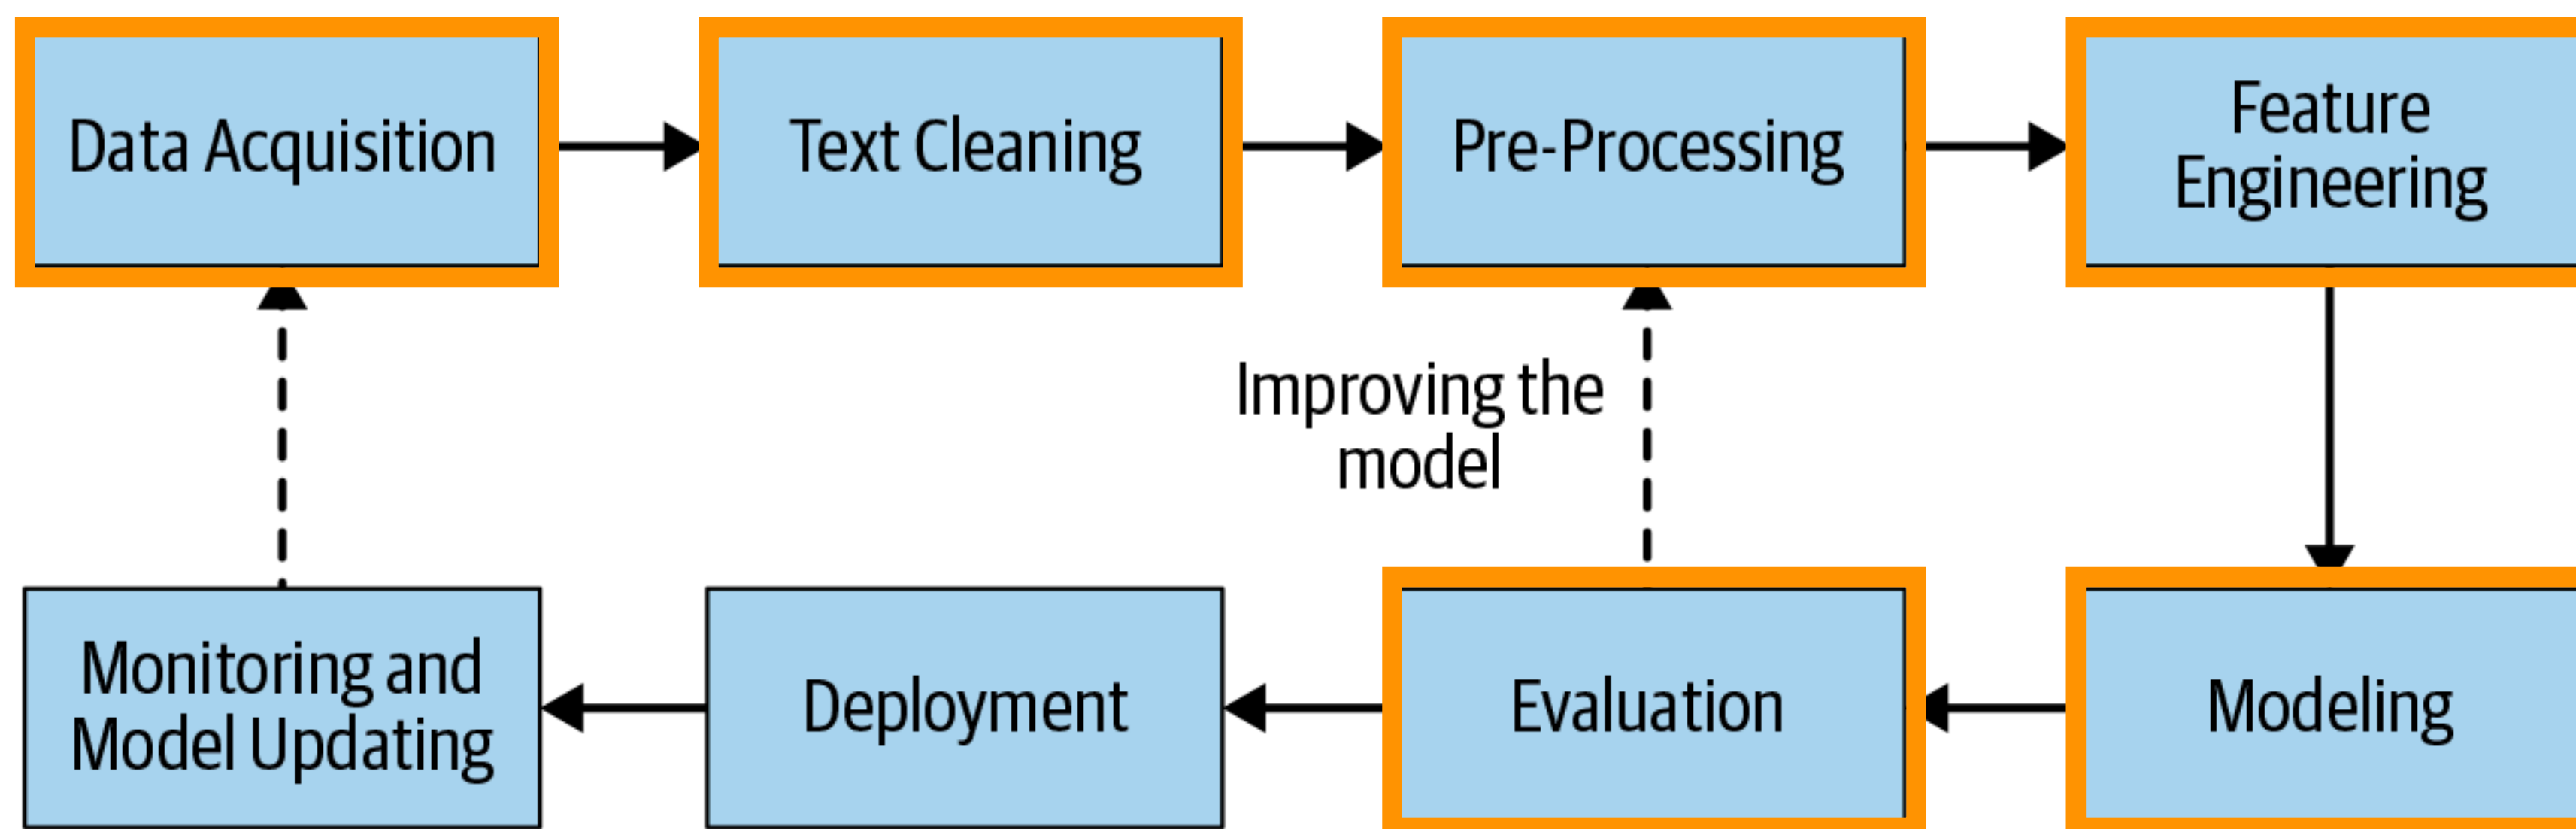 Data Acquisition
Text Cleaning
Pre-Processing
Feature
Engineering
Improving the
model
Monitoring and
Model Updating
Deployment
Evaluation
Modeling